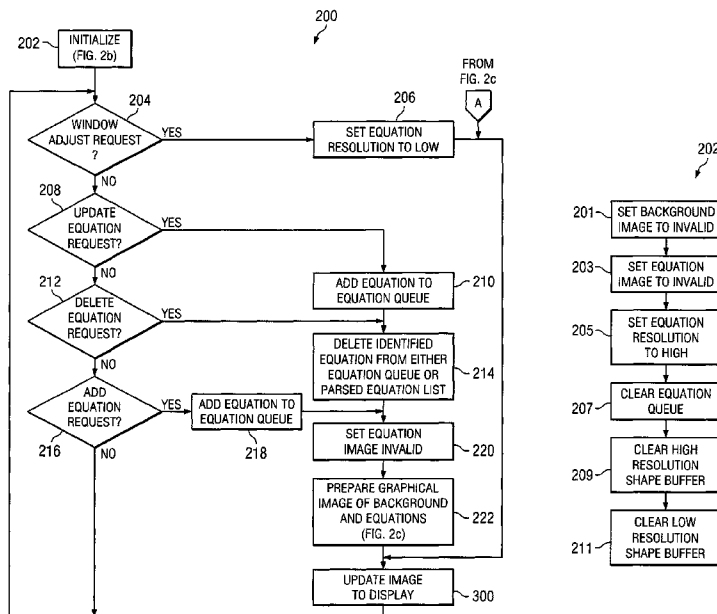 200
202
INITIALIZE
(FIG. 2b)
FROM
FIG. 2c
A
204
WINDOW
ADJUST REQUEST
?
YES
206
SET EQUATION
RESOLUTION TO LOW
NO
208
UPDATE
EQUATION
REQUEST?
YES
NO
ADD EQUATION TO
EQUATION QUEUE
210
212
DELETE
EQUATION
REQUEST?
YES
NO
DELETE IDENTIFIED
EQUATION FROM EITHER
EQUATION QUEUE OR
PARSED EQUATION LIST
214
ADD
EQUATION
REQUEST?
216
YES
NO
ADD EQUATION TO
EQUATION QUEUE
218
SET EQUATION
IMAGE INVALID
220
PREPARE GRAPHICAL
IMAGE OF BACKGROUND
AND EQUATIONS
(FIG. 2c)
222
UPDATE IMAGE
TO DISPLAY
300
202
201
SET BACKGROUND
IMAGE TO INVALID
203
SET EQUATION
IMAGE TO INVALID
205
SET EQUATION
RESOLUTION
TO HIGH
207
CLEAR EQUATION
QUEUE
209
CLEAR HIGH
RESOLUTION
SHAPE BUFFER
211
CLEAR LOW
RESOLUTION
SHAPE BUFFER